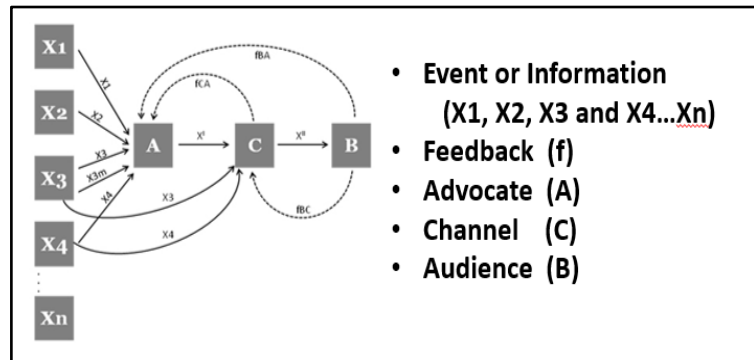 X1
X2
X3
X4
Xn
X1
X2
X3
X3m
X4
X3
X4
A
X'
C
X"
B
fBA
fCA
fBC
• Event or Information
(X1, X2, X3 and X4...Xn)
• Feedback (f)
• Advocate (A)
• Channel (C)
• Audience (B)